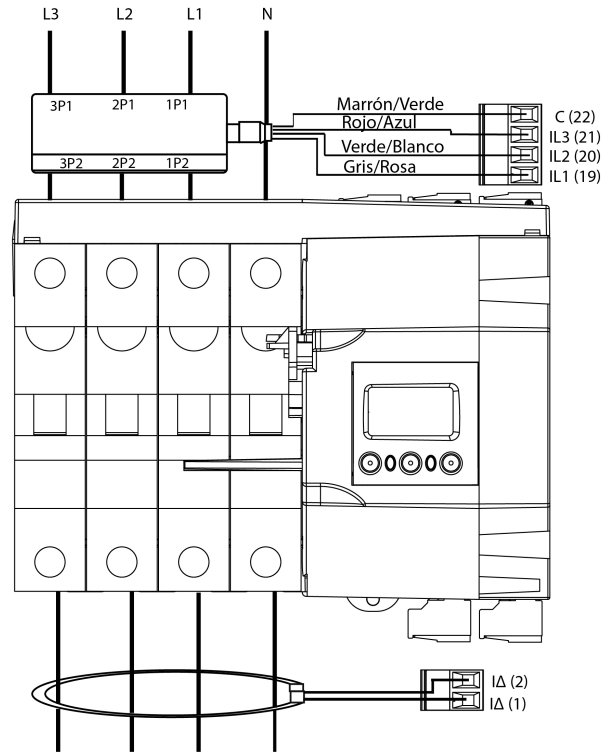 L3 L2 L1 N
3P1 2P1 1P1
Marrón/Verde
C (22)
Rojo/Azul
IL3 (21)
Verde/Blanco
IL2 (20)
3P2 2P2 1P2
Gris/Rosa
IL1 (19)
IΔ (2)
IΔ (1)